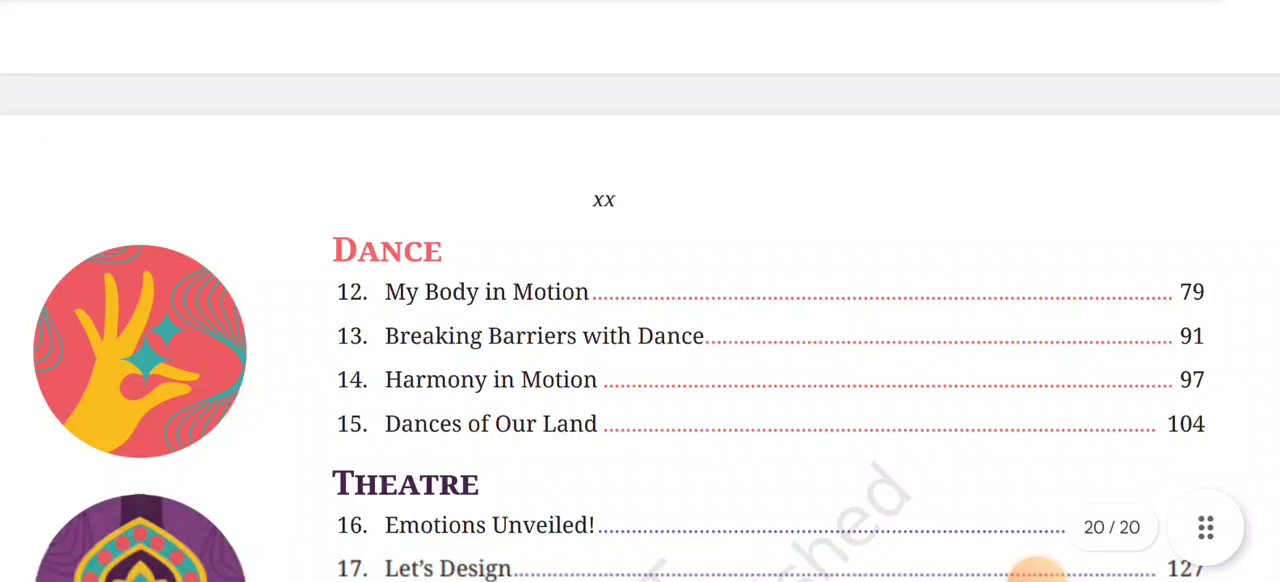 xx
DANCE
12. My Body in Motion........................ 79
13. Breaking Barriers with Dance........................ 91
14. Harmony in Motion ........................ 97
15. Dances of Our Land ........................ 104
THEATRE
16. Emotions Unveiled!........................
20 / 20
17. Let's Design........................ 127